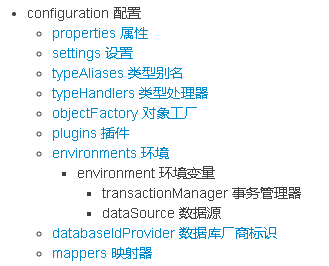 configuration 配置
properties 属性
settings 设置
typeAliases 类型别名
typeHandlers 类型处理器
objectFactory 对象工厂
plugins 插件
environments 环境
environment 环境变量
transactionManager 事务管理器
dataSource 数据源
databaseIdProvider 数据库厂商标识
mappers 映射器